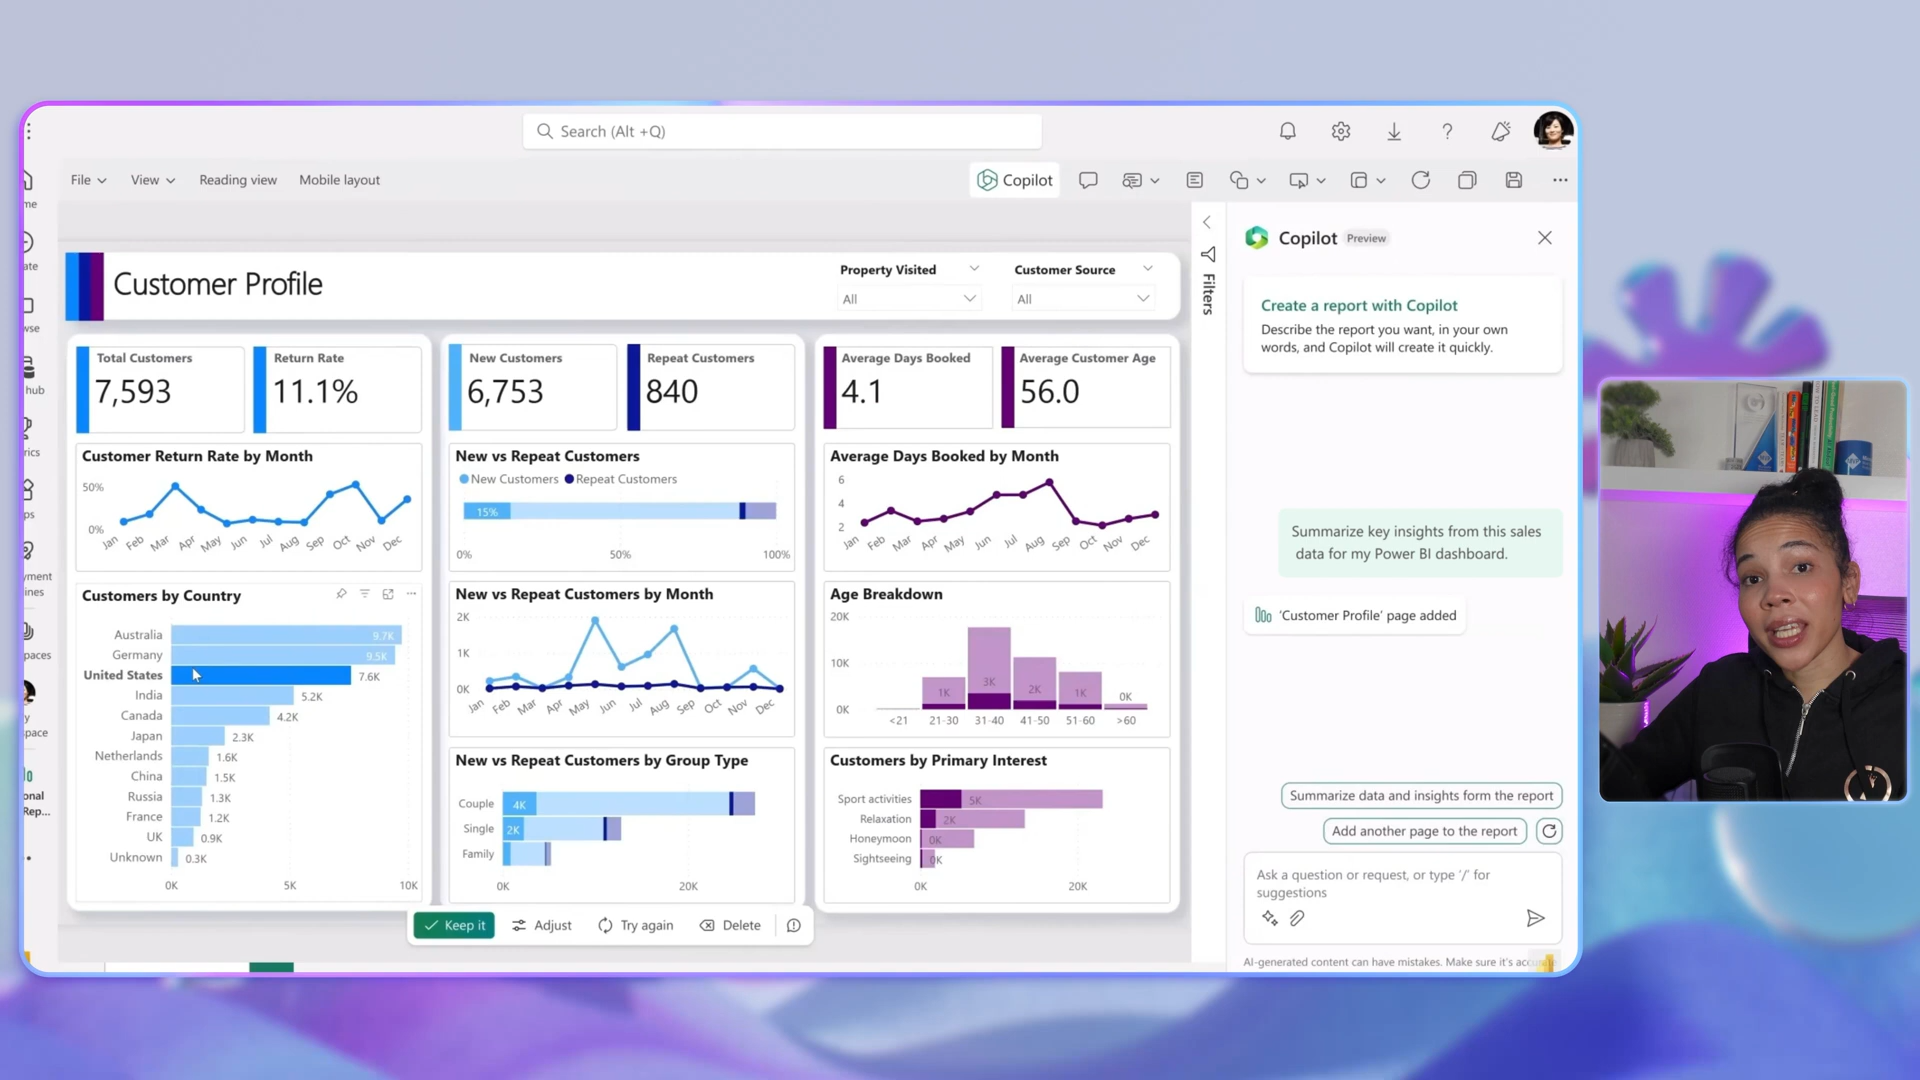 Search (Alt +Q)
File
View
Reading view
Mobile layout
Copilot
me
ate
wse
hub
rics
ps
yment
ines
paces
y
pace
onal
Rep...
Customer Profile
Property Visited
All
Customer Source
All
Filters
Total Customers
7,593
Return Rate
11.1%
New Customers
6,753
Repeat Customers
840
Average Days Booked
4.1
Average Customer Age
56.0
Customer Return Rate by Month
50%
0%
Jan Feb Mar Apr May Jun Jul Aug Sep Oct Nov Dec
New vs Repeat Customers
New Customers Repeat Customers
15%
0% 50% 100%
Average Days Booked by Month
6
4
2
Jan Feb Mar Apr May Jun Jul Aug Sep Oct Nov Dec
Customers by Country
Australia 9.7K
Germany 9.5K
United States 7.6K
India 5.2K
Canada 4.2K
Japan 2.3K
Netherlands 1.6K
China 1.5K
Russia 1.3K
France 1.2K
UK 0.9K
Unknown 0.3K
0K 5K 10K
New vs Repeat Customers by Month
2K
1K
0K
Jan Feb Mar Apr May Jun Jul Aug Sep Oct Nov Dec
Age Breakdown
20K
10K
0K
1K 3K 2K 1K 0K
<21 21-30 31-40 41-50 51-60 >60
New vs Repeat Customers by Group Type
Couple 4K
Single 2K
Family
0K 20K
Customers by Primary Interest
Sport activities 5K
Relaxation 2K
Honeymoon 0K
Sightseeing 0K
0K 20K
Keep it
Adjust
Try again
Delete
Copilot Preview
Create a report with Copilot
Describe the report you want, in your own
words, and Copilot will create it quickly.
Summarize key insights from this sales
data for my Power BI dashboard.
'Customer Profile' page added
Summarize data and insights form the report
Add another page to the report
Ask a question or request, or type '/' for
suggestions
AI-generated content can have mistakes. Make sure it's